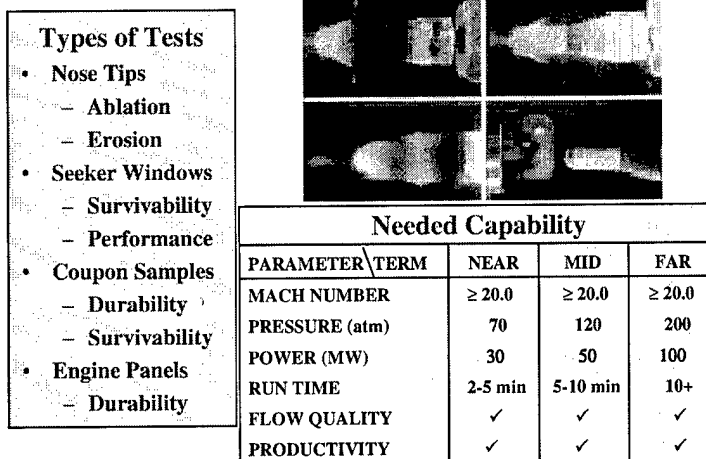 Types of Tests
• Nose Tips
– Ablation
– Erosion
• Seeker Windows
– Survivability
– Performance
• Coupon Samples
– Durability
– Survivability
• Engine Panels
– Durability
Needed Capability
PARAMETER\TERM NEAR MID FAR
MACH NUMBER ≥ 20.0 ≥ 20.0 ≥ 20.0
PRESSURE (atm) 70 120 200
POWER (MW) 30 50 100
RUN TIME 2-5 min 5-10 min 10+
FLOW QUALITY ✓ ✓ ✓
PRODUCTIVITY ✓ ✓ ✓